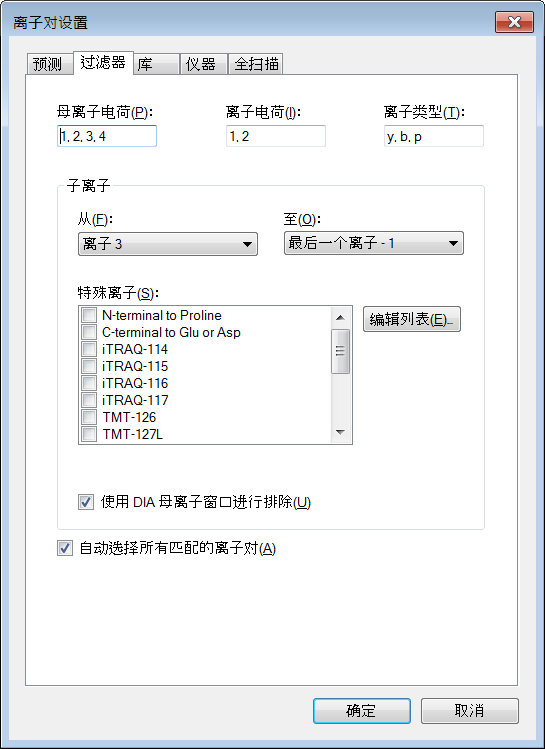 离子对设置
预测 过滤器 库 仪器 全扫描
母离子电荷(P): 离子电荷(I): 离子类型(T):
1, 2, 3, 4 1, 2 y, b, p
子离子
从(F): 至(O):
离子 3 最后一个离子 - 1
特殊离子(S):
N-terminal to Proline 编辑列表(E)...
C-terminal to Glu or Asp
iTRAQ-114
iTRAQ-115
iTRAQ-116
iTRAQ-117
TMT-126
TMT-127L
使用 DIA 母离子窗口进行排除(U)
自动选择所有匹配的离子对(A)
确定 取消